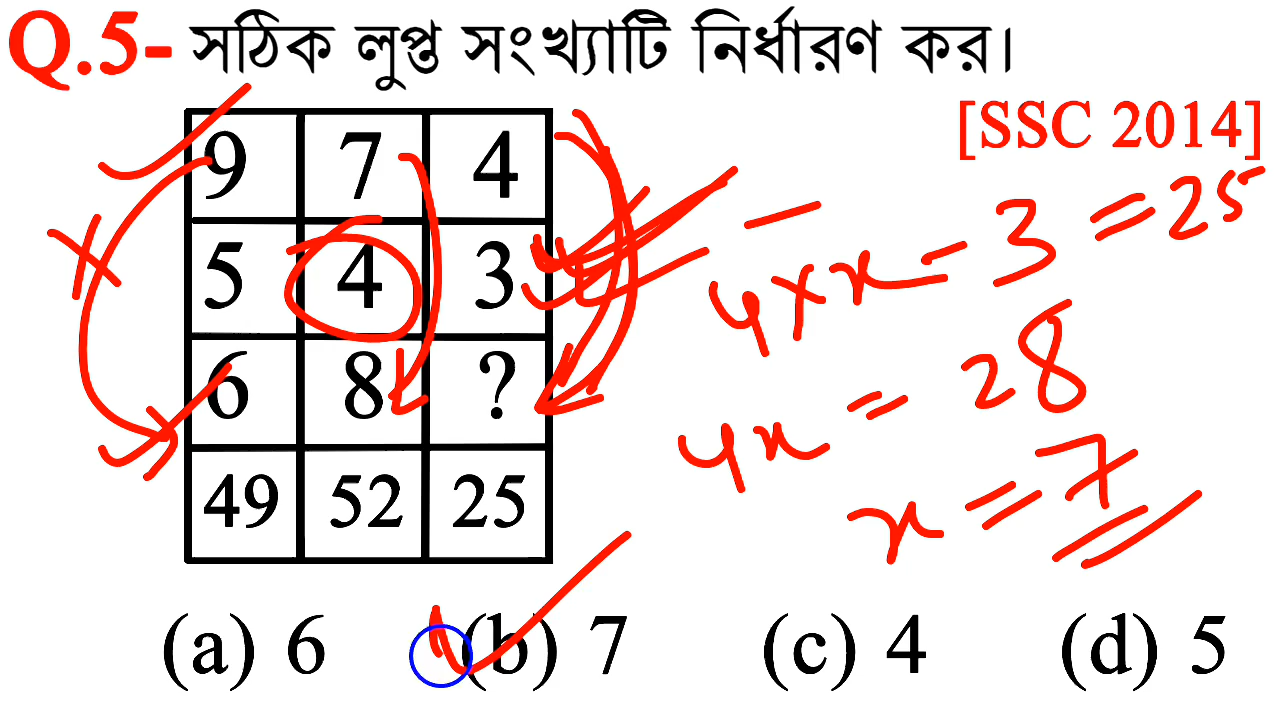 Q.5- সঠিক লুপ্ত সংখ্যাটি নির্ধারণ কর।
[SSC 2014]
9 7 4
5 4 3
6 8 ?
49 52 25
4 × x - 3 = 25
4x = 28
x = 7
(a) 6 (b) 7 (c) 4 (d) 5